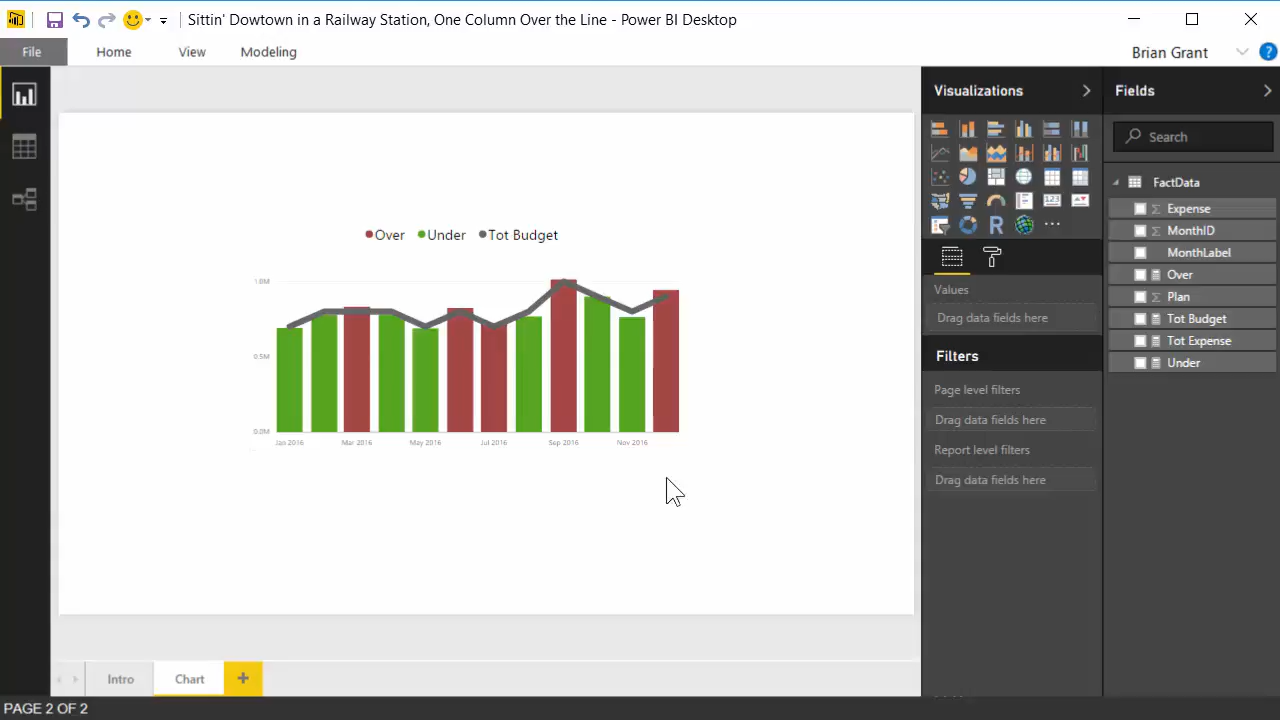 Sittin' Dowtown in a Railway Station, One Column Over the Line - Power BI Desktop
File Home View Modeling
Brian Grant
Visualizations
Fields
Search
FactData
Expense
MonthID
MonthLabel
Over
Plan
Tot Budget
Tot Expense
Under
R
Values
Drag data fields here
Filters
Page level filters
Drag data fields here
Report level filters
Drag data fields here
Over Under Tot Budget
1.0M
0.5M
0.0M
Jan 2016 Mar 2016 May 2016 Jul 2016 Sep 2016 Nov 2016
Intro Chart +
PAGE 2 OF 2